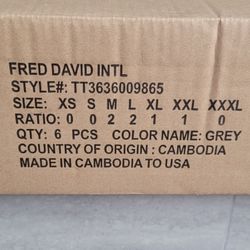 FRED DAVID INTL
STYLE#: TT3636009865
SIZE: XS S M L XL XXL XXXL
RATIO: 0 0 2 2 1 1 0
QTY: 6 PCS COLOR NAME: GREY
COUNTRY OF ORIGIN : CAMBODIA
MADE IN CAMBODIA TO USA